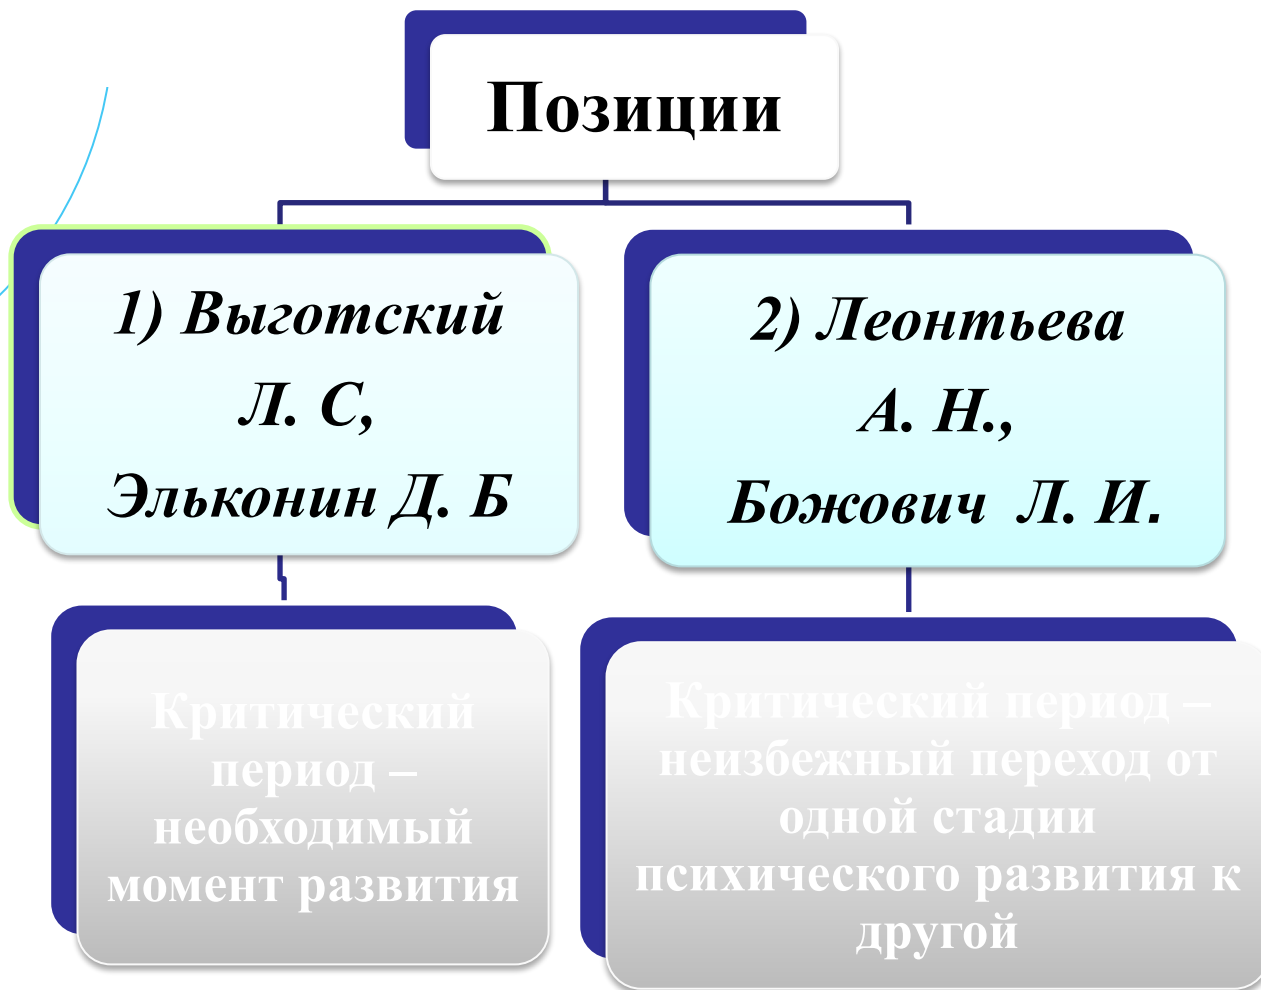 Позиции
1) Выготский
Л. С,
Эльконин Д. Б
2) Леонтьева
А. Н.,
Божович Л. И.
Критический
период –
необходимый
момент развития
Критический период –
неизбежный переход от
одной стадии
психического развития к
другой